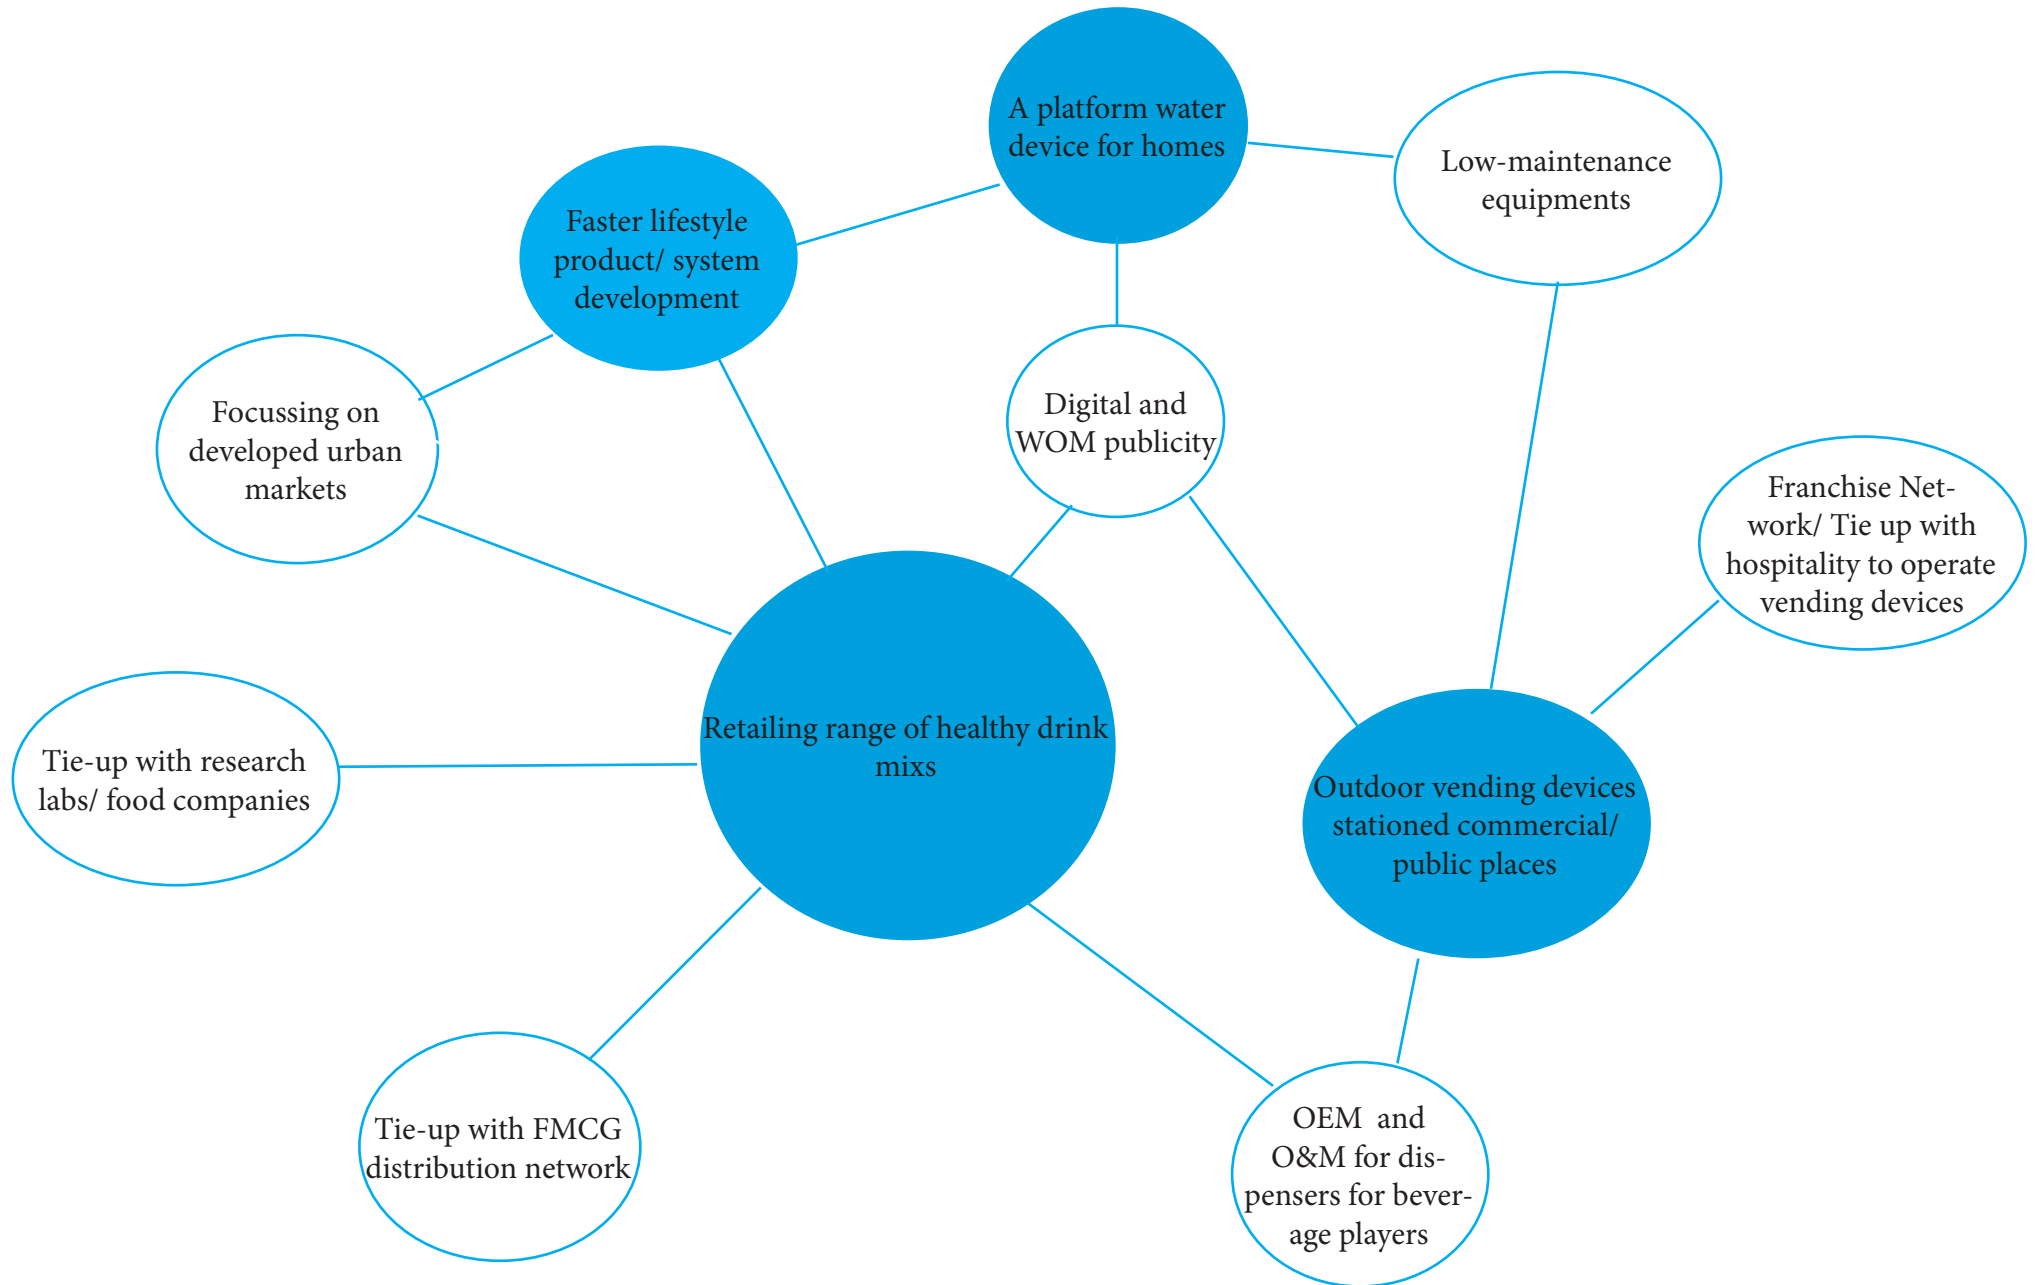 A platform water
device for homes
Low-maintenance
equipments
Faster lifestyle
product/ system
development
Digital and
WOM publicity
Focussing on
developed urban
markets
Franchise Net-
work/ Tie up with
hospitality to operate
vending devices
Retailing range of healthy drink
mixs
Tie-up with research
labs/ food companies
Outdoor vending devices
stationed commercial/
public places
Tie-up with FMCG
distribution network
OEM  and
O&M for dis-
pensers for bever-
age players